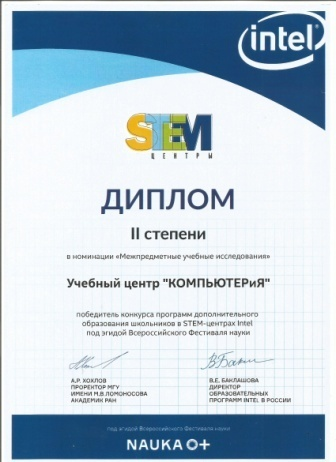 intel
STEM
ЦЕНТРЫ
ДИПЛОМ
II степени
в номинации «Межпредметные учебные исследования»
Учебный центр "КОМПЬЮТЕРиЯ"
победитель конкурса программ дополнительного
образования школьников в STEM-центрах Intel
под эгидой Всероссийского Фестиваля науки
А.Р. ХОХЛОВ
ПРОРЕКТОР МГУ
ИМЕНИ М.В.ЛОМОНОСОВА
АКАДЕМИК РАН
В.Е. БАКЛАШОВА
ДИРЕКТОР
ОБРАЗОВАТЕЛЬНЫХ
ПРОГРАММ INTEL В РОССИИ
под эгидой Всероссийского Фестиваля науки
NAUKA 0+